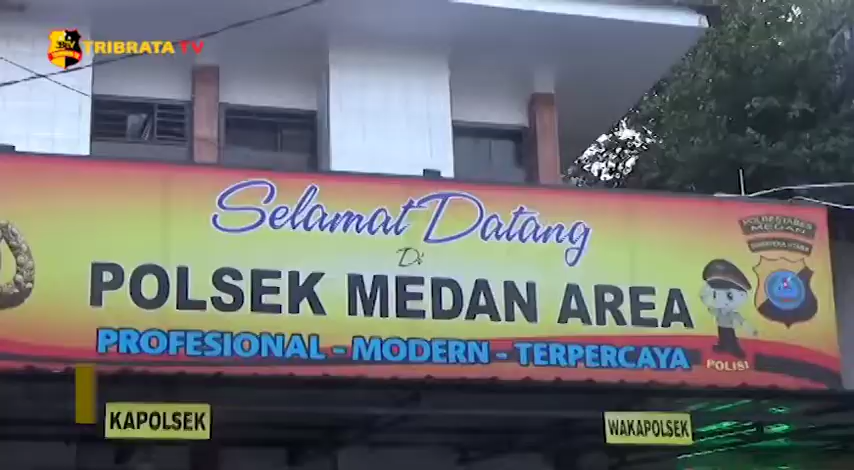 TRIBRATA TV
Selamat Datang
Di
POLSEK MEDAN AREA
PROFESIONAL - MODERN - TERPERCAYA
POLRESTABES
MEDAN
POLISI
KAPOLSEK
WAKAPOLSEK